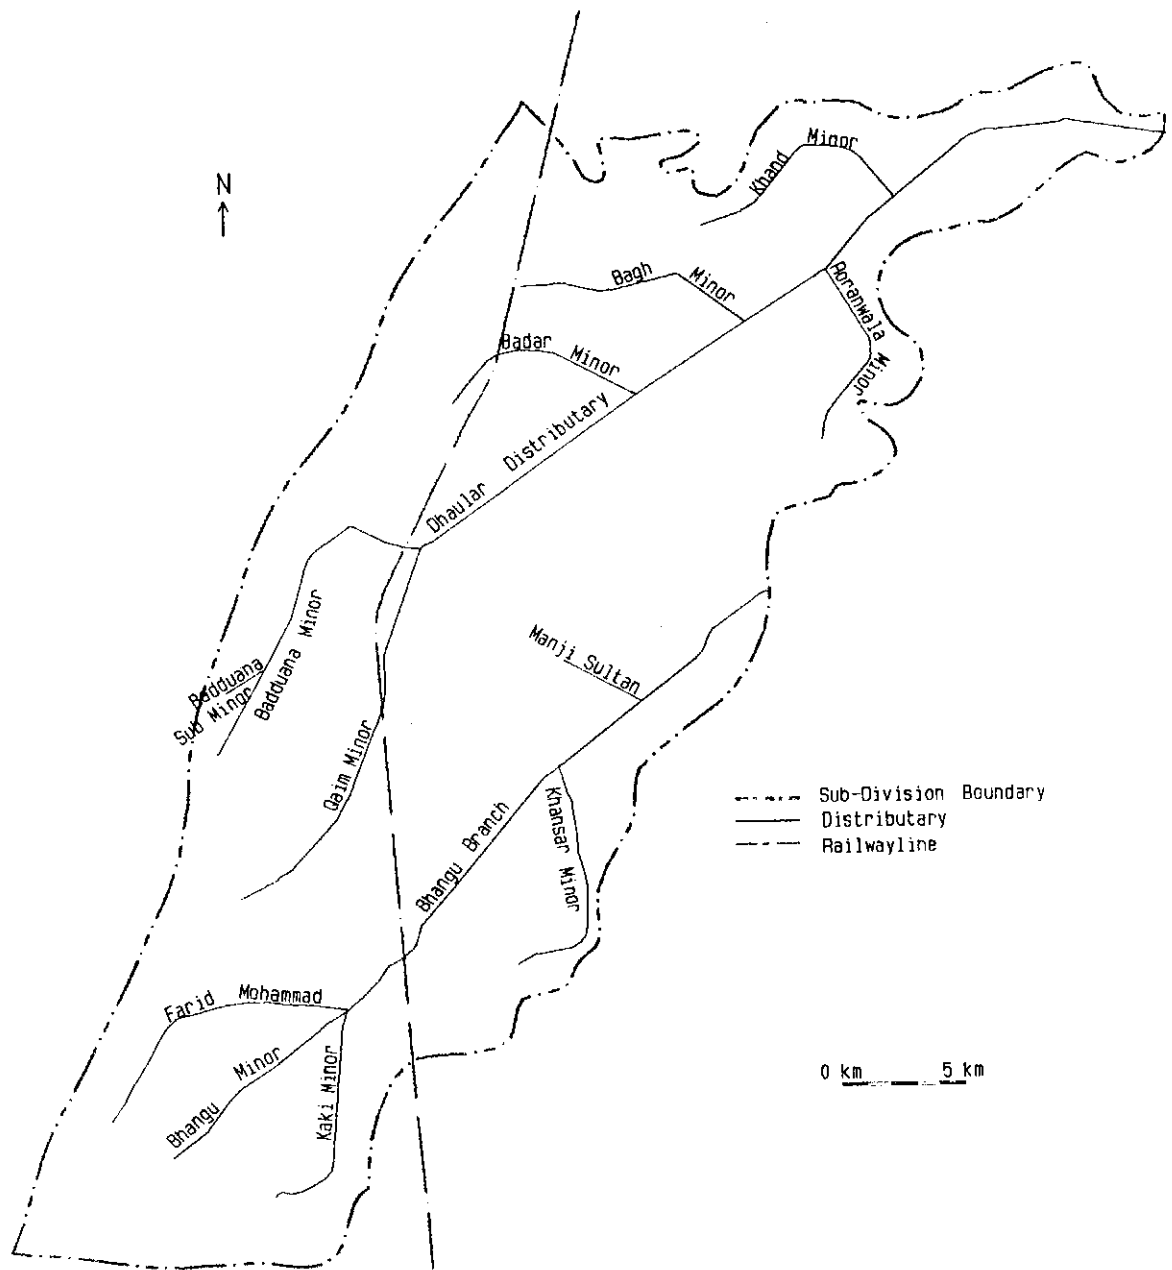 Khand Minor
N
Bagh Minor
Aoranwala Minor
Badar Minor
Dhaular Distributary
Manji Sultan
Badduana Minor
Badduana
Sub Minor
Qaim Minor
Bhangu Branch
Khansar Minor
Sub-Division Boundary
Distributary
Railwayline
Farid Mohammad
Bhangu Minor
Kaki Minor
0 km 5 km